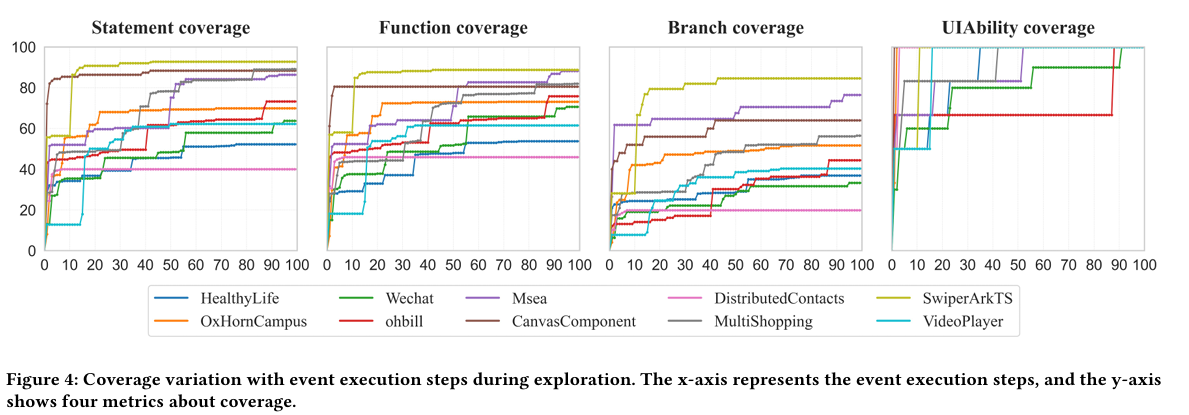 Statement coverage Function coverage Branch coverage UIAbility coverage
100
80
60
40
20
0
0 10 20 30 40 50 60 70 80 90 100 0 10 20 30 40 50 60 70 80 90 100 0 10 20 30 40 50 60 70 80 90 100 0 10 20 30 40 50 60 70 80 90 100
HealthyLife Wechat Msea DistributedContacts SwiperArkTS
OxHornCampus ohbill CanvasComponent MultiShopping VideoPlayer
Figure 4: Coverage variation with event execution steps during exploration. The x-axis represents the event execution steps, and the y-axis
shows four metrics about coverage.